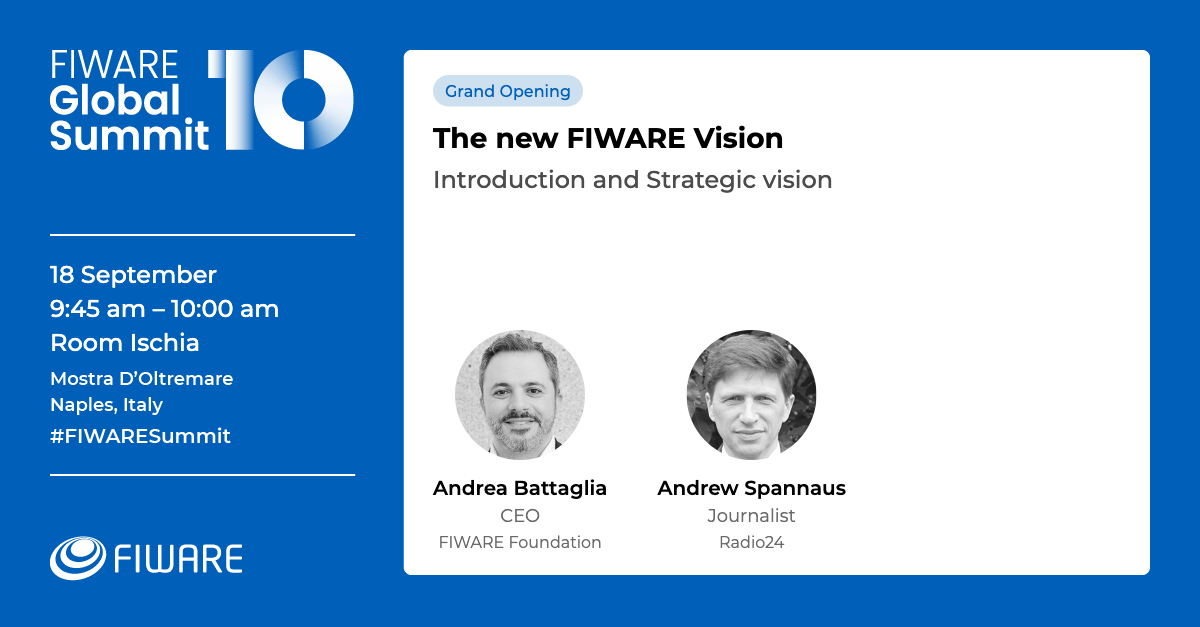 FIWARE
Global
Summit
10
18 September
9:45 am – 10:00 am
Room Ischia
Mostra D’Oltremare
Naples, Italy
#FIWARESummit
FIWARE
Grand Opening
The new FIWARE Vision
Introduction and Strategic vision
Andrea Battaglia
CEO
FIWARE Foundation
Andrew Spannaus
Journalist
Radio24